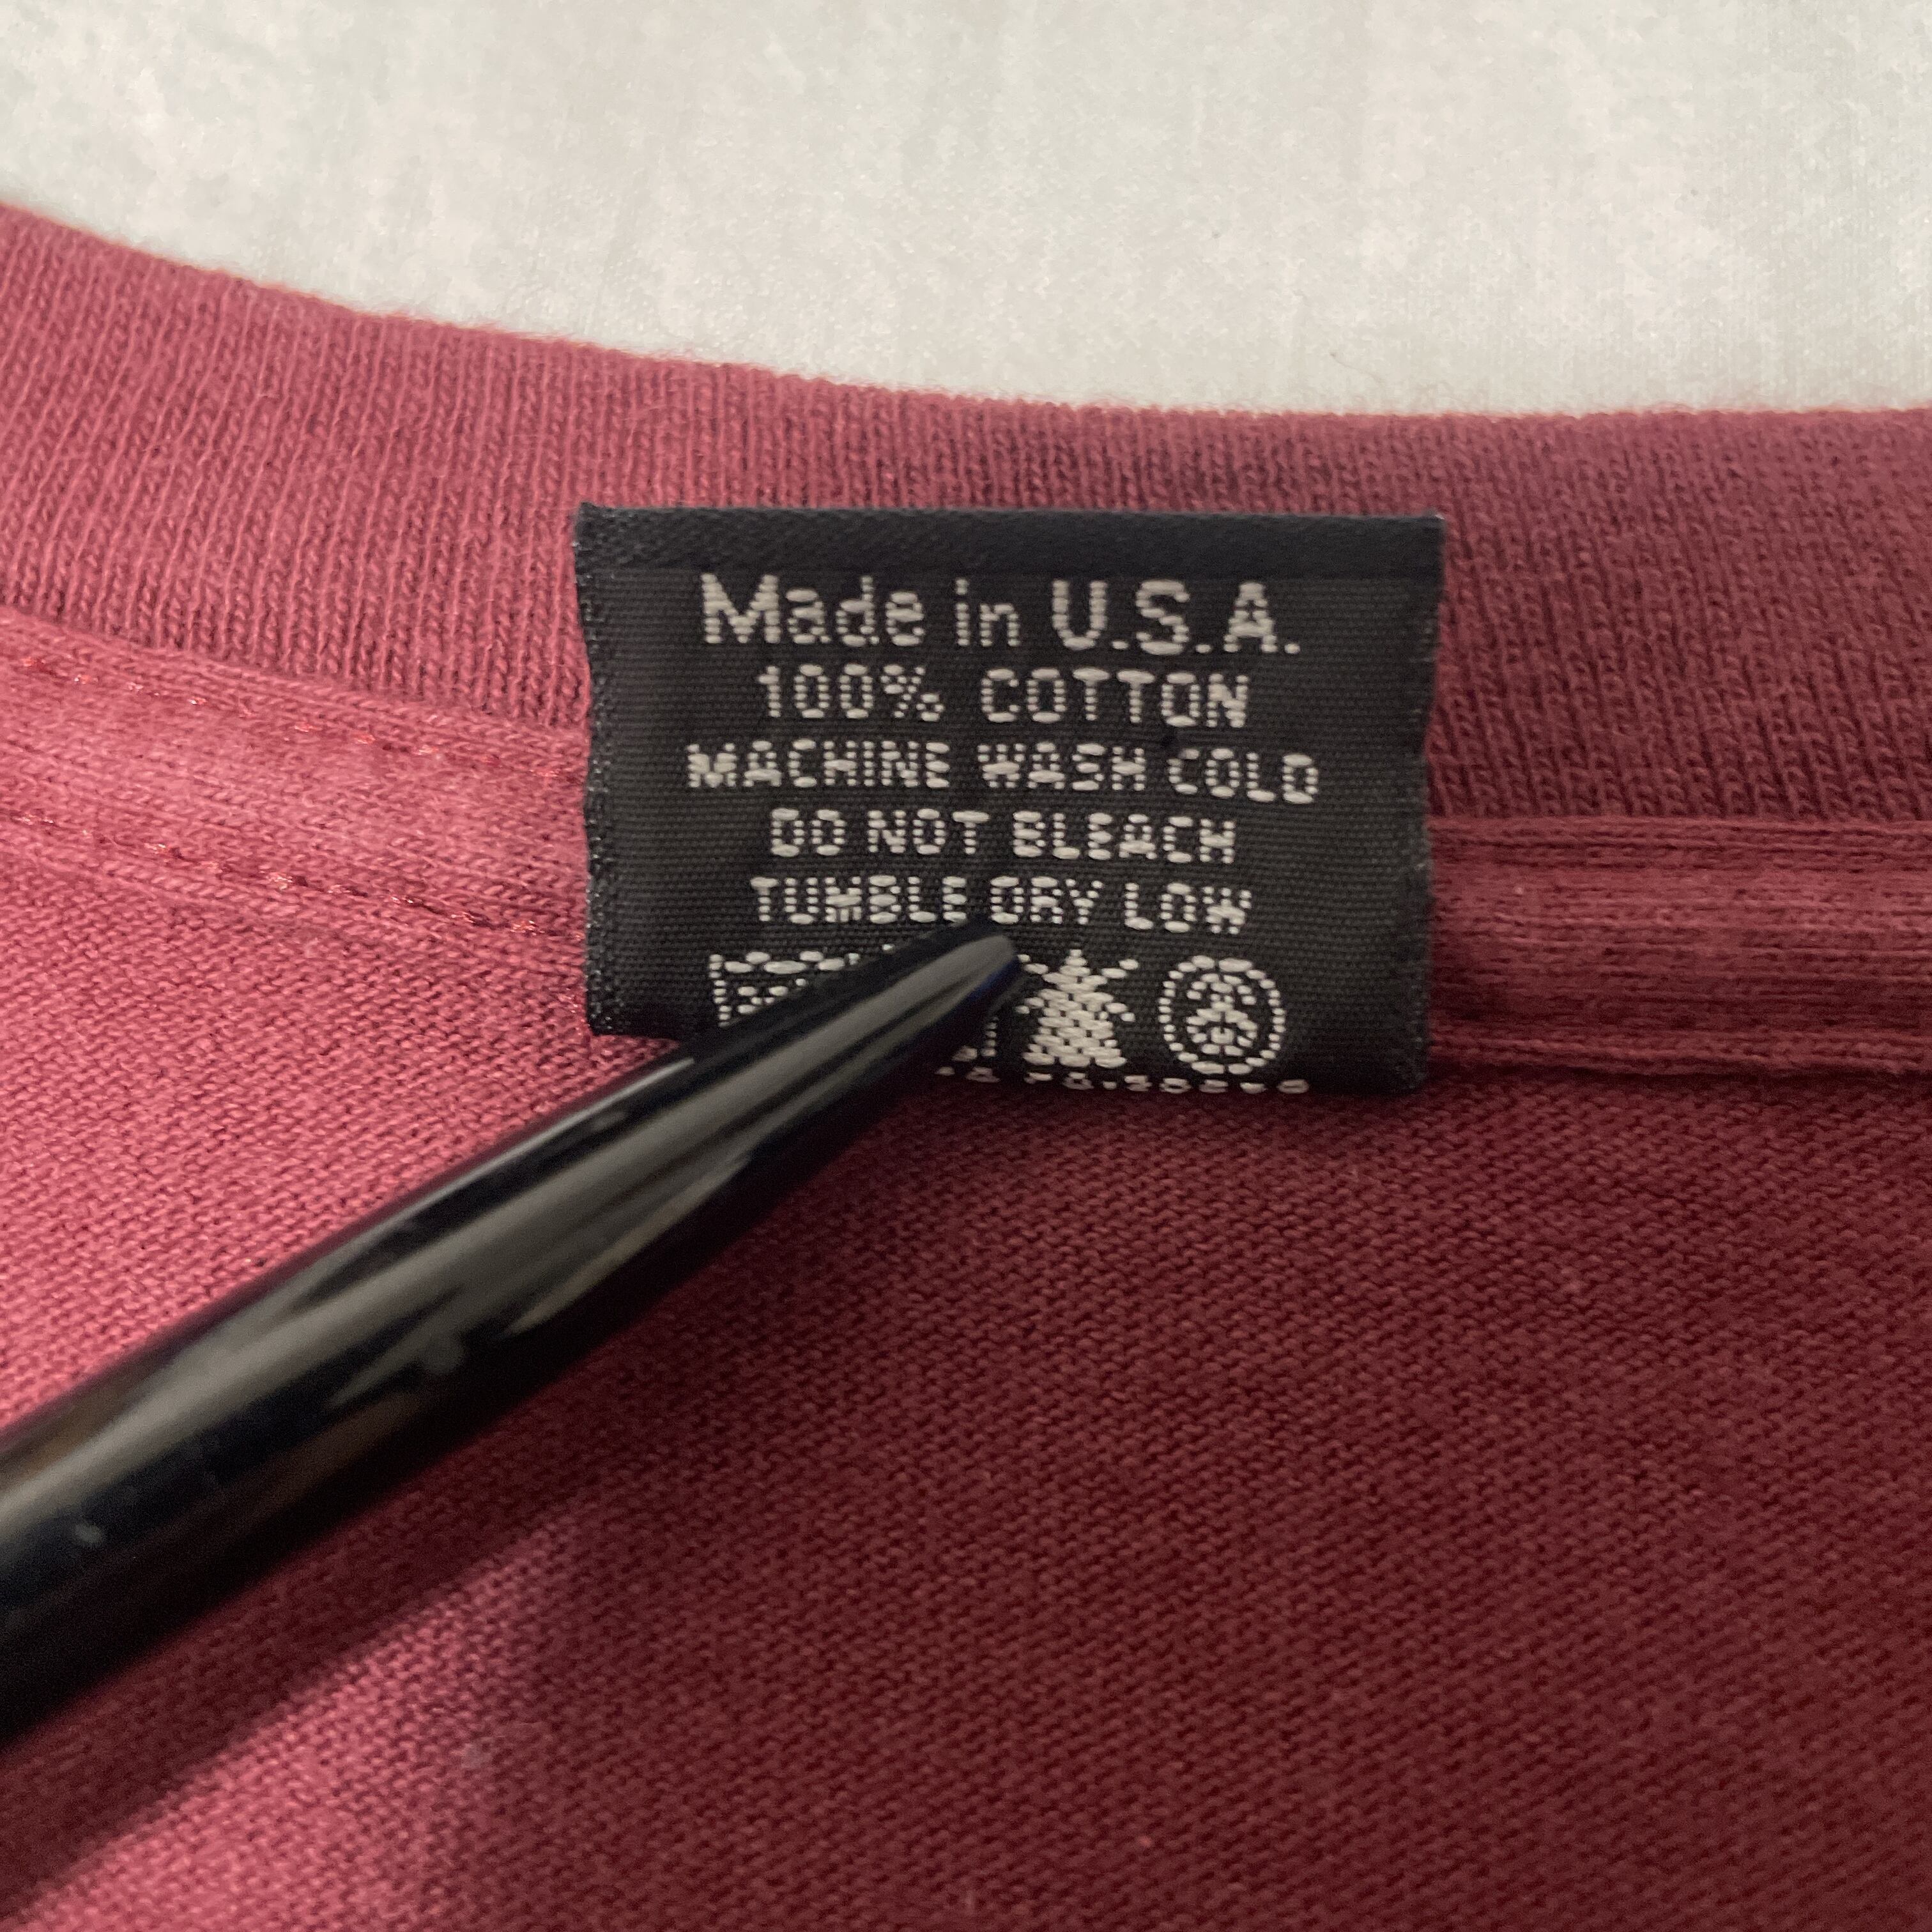 Made in U.S.A.
100% COTTON
MACHINE WASH COLD
DO NOT BLEACH
TUMBLE DRY LOW